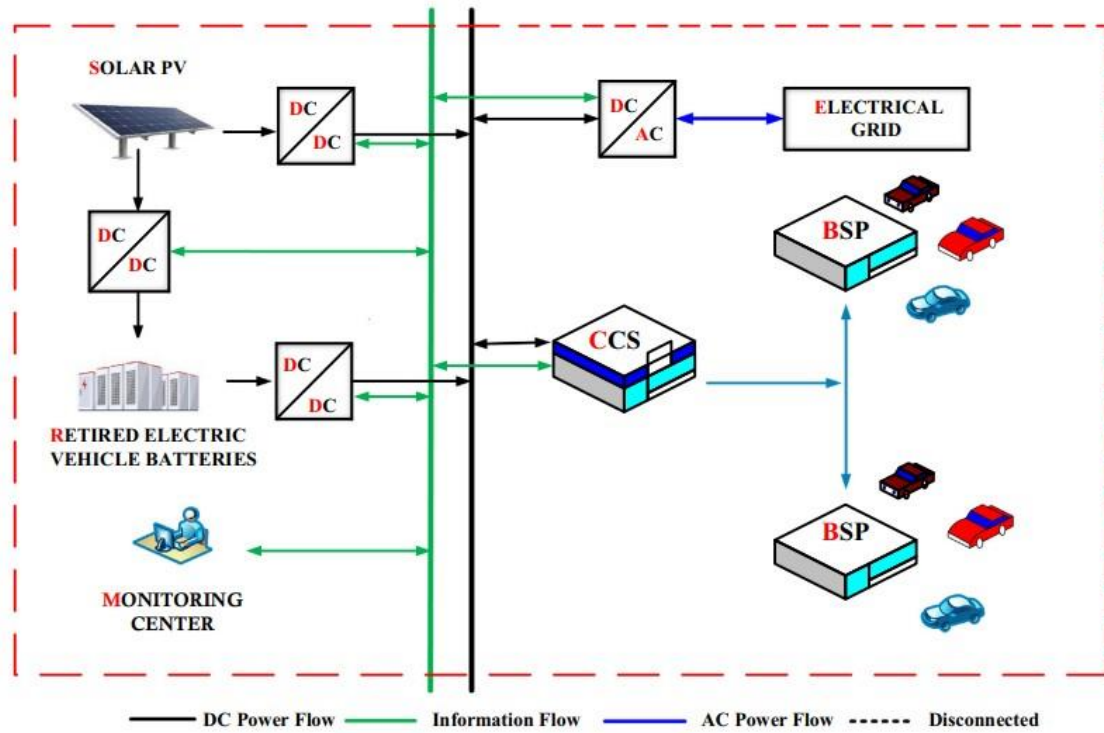 SOLAR PV
DC
DC
DC
AC
ELECTRICAL
GRID
DC
DC
BSP
CCS
DC
DC
RETIRED ELECTRIC
VEHICLE BATTERIES
BSP
MONITORING
CENTER
DC Power Flow
Information Flow
AC Power Flow
Disconnected